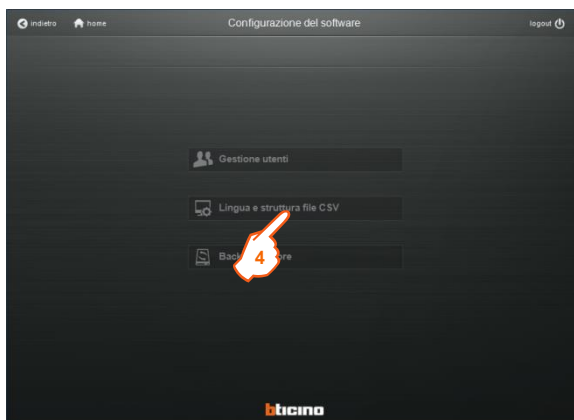 indietro home Configurazione del software logout
Gestione utenti
Lingua e struttura file CSV
4
bticino